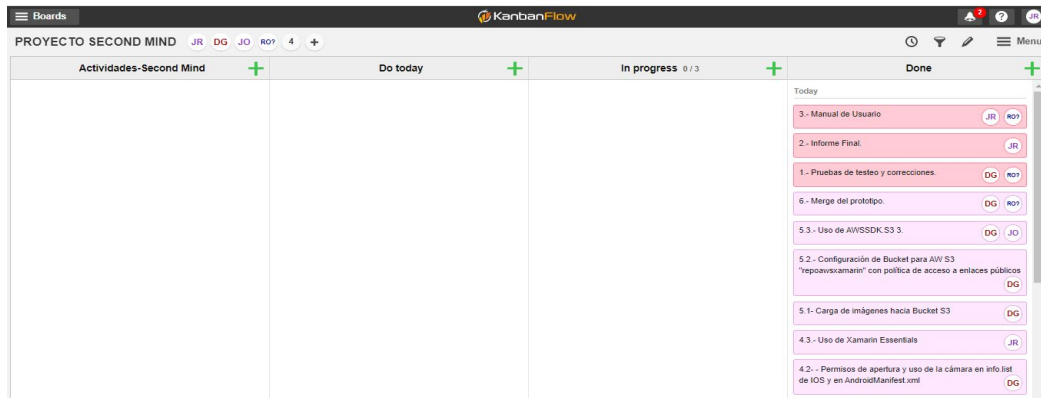 Boards
KanbanFlow
2
?
JR
PROYECTO SECOND MIND JR DG JO RO? 4 +
Menu
Actividades-Second Mind
Do today
In progress 0 / 3
Done
Today
3.- Manual de Usuario
JR RO?
2.- Informe Final.
JR
1.- Pruebas de testeo y correcciones.
DG RO?
6.- Merge del prototipo.
DG RO?
5.3.- Uso de AWSSDK.S3 3.
DG JO
5.2.- Configuración de Bucket para AW S3
"repoawsxamarin" con política de acceso a enlaces públicos
DG
5.1- Carga de imágenes hacia Bucket S3
DG
4.3.- Uso de Xamarin Essentials
JR
4.2- - Permisos de apertura y uso de la cámara en info.list
de IOS y en AndroidManifest.xml
DG